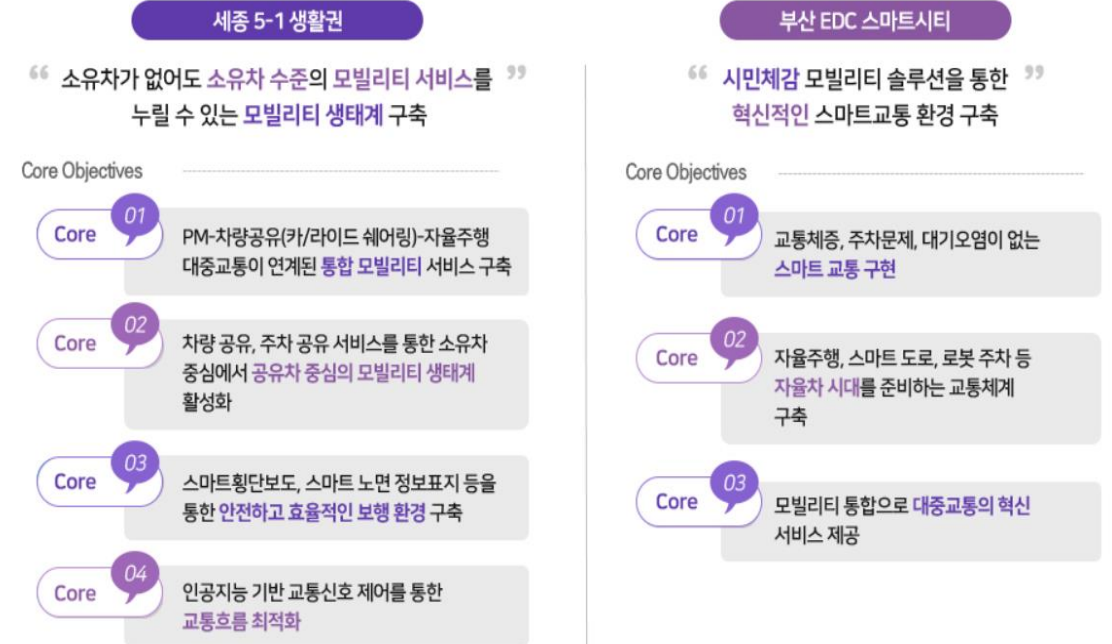 세종 5-1 생활권
“ 소유차가 없어도 소유차 수준의 모빌리티 서비스를 ”
누릴 수 있는 모빌리티 생태계 구축
Core Objectives
Core 01
PM-차량공유(카/라이드 쉐어링)-자율주행
대중교통이 연계된 통합 모빌리티 서비스 구축
Core 02
차량 공유, 주차 공유 서비스를 통한 소유차
중심에서 공유차 중심의 모빌리티 생태계
활성화
Core 03
스마트횡단보도, 스마트 노면 정보표지 등을
통한 안전하고 효율적인 보행 환경 구축
Core 04
인공지능 기반 교통신호 제어를 통한
교통흐름 최적화
부산 EDC 스마트시티
“ 시민체감 모빌리티 솔루션을 통한 ”
혁신적인 스마트교통 환경 구축
Core Objectives
Core 01
교통체증, 주차문제, 대기오염이 없는
스마트 교통 구현
Core 02
자율주행, 스마트 도로, 로봇 주차 등
자율차 시대를 준비하는 교통체계
구축
Core 03
모빌리티 통합으로 대중교통의 혁신
서비스 제공